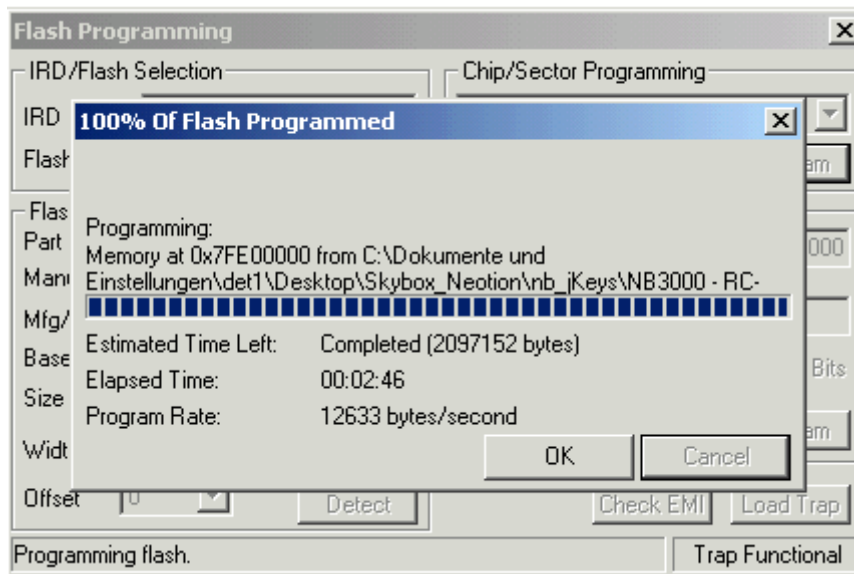 Flash Programming
IRD/Flash Selection
Chip/Sector Programming
IRD
100% Of Flash Programmed
Flash
Flas
Programming:
Part
Memory at 0x7FE00000 from C:\Dokumente und
000
Einstellungen\det1\Desktop\Skybox_Neotion\nb_jKeys\NB3000 - RC-
Mfg/
Estimated Time Left: Completed (2097152 bytes)
Base
Bits
Elapsed Time: 00:02:46
Size
Program Rate: 12633 bytes/second
Widt
OK
Cancel
Offset
0
Detect
Check EMI
Load Trap
Programming flash.
Trap Functional